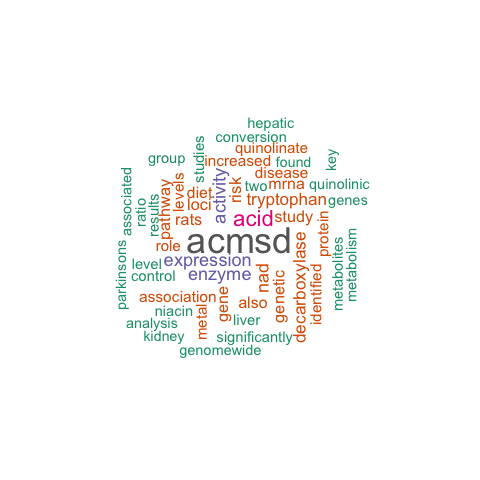 hepatic
conversion
quinolinate
studies
group
increased
found
key
disease
associated
pathway
levels
diet
activity
risk
two
mrna
quinolinic
ratio
results
loci
tryptophan
genes
rats
acid
study
protein
role
acmsd
parkinsons
level
expression
control
enzyme
nad
genetic
decarboxylase
identified
metabolites
metabolism
association
gene
also
niacin
metal
analysis
liver
kidney
significantly
genomewide